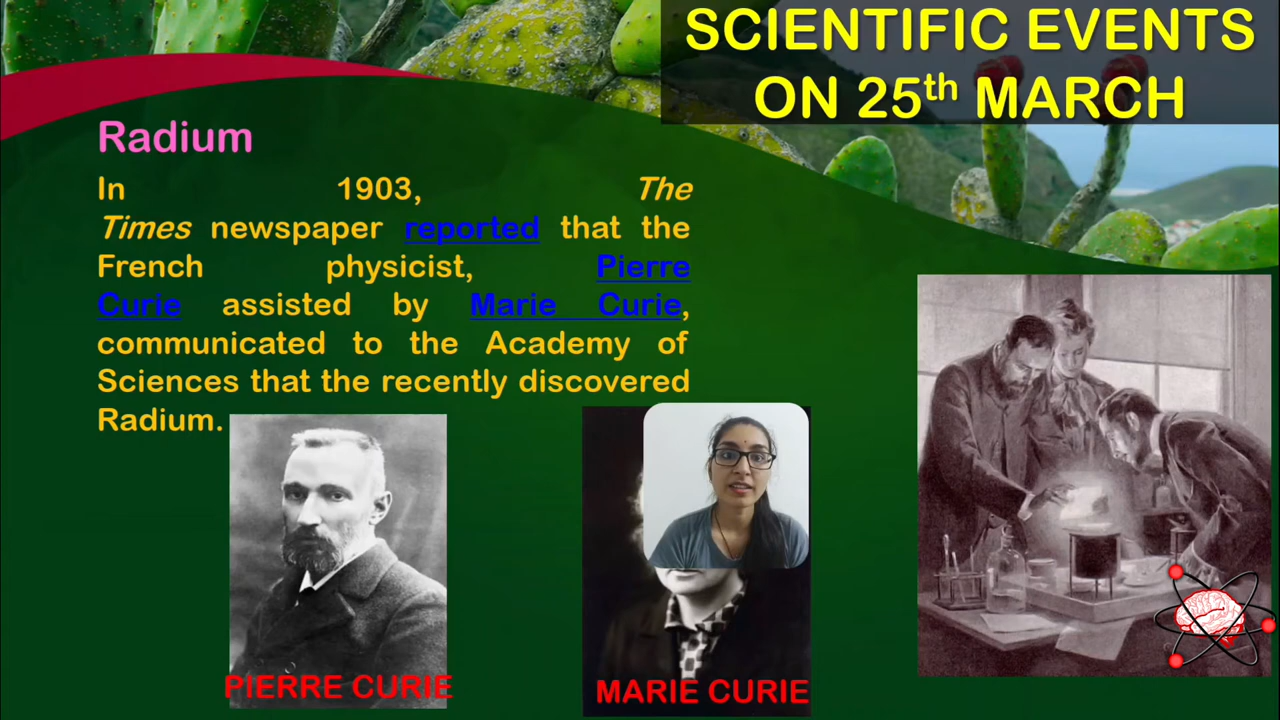 SCIENTIFIC EVENTS
ON 25th MARCH
Radium
In 1903, The
Times newspaper reported that the
French physicist, Pierre
Curie assisted by Marie Curie,
communicated to the Academy of
Sciences that the recently discovered
Radium.
PIERRE CURIE
MARIE CURIE